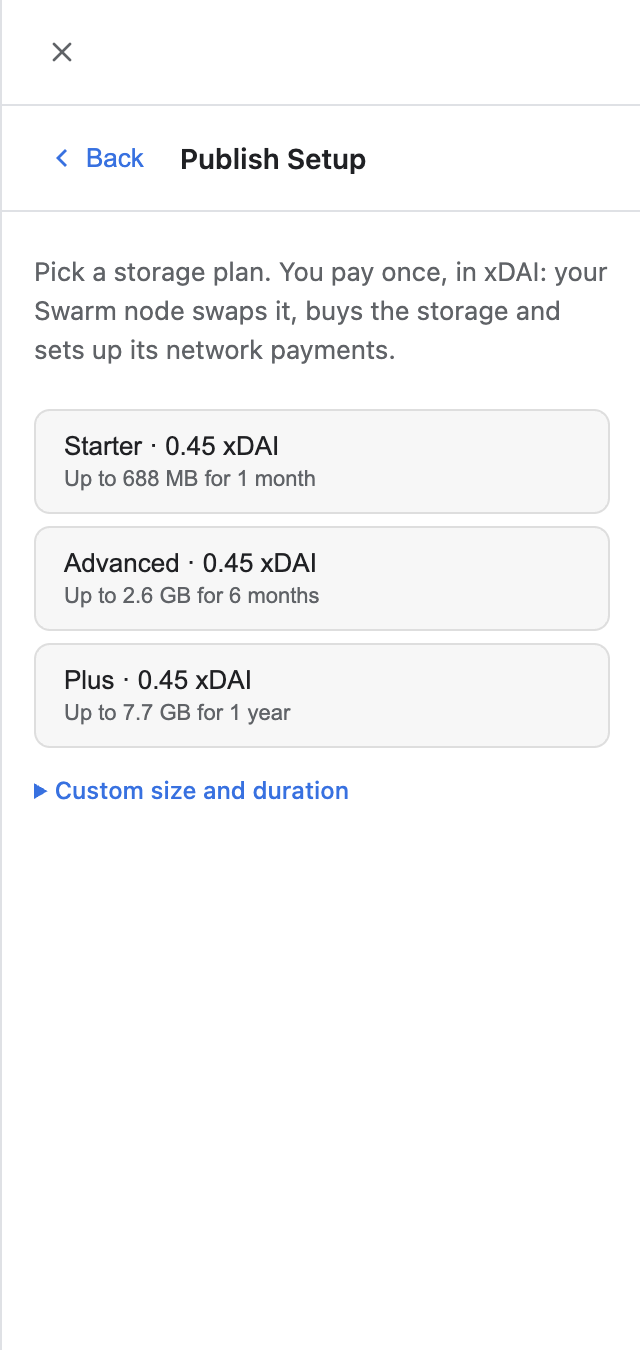 Back
Publish Setup
Pick a storage plan. You pay once, in xDAI: your
Swarm node swaps it, buys the storage and
sets up its network payments.
Starter · 0.45 xDAI
Up to 688 MB for 1 month
Advanced · 0.45 xDAI
Up to 2.6 GB for 6 months
Plus · 0.45 xDAI
Up to 7.7 GB for 1 year
Custom size and duration